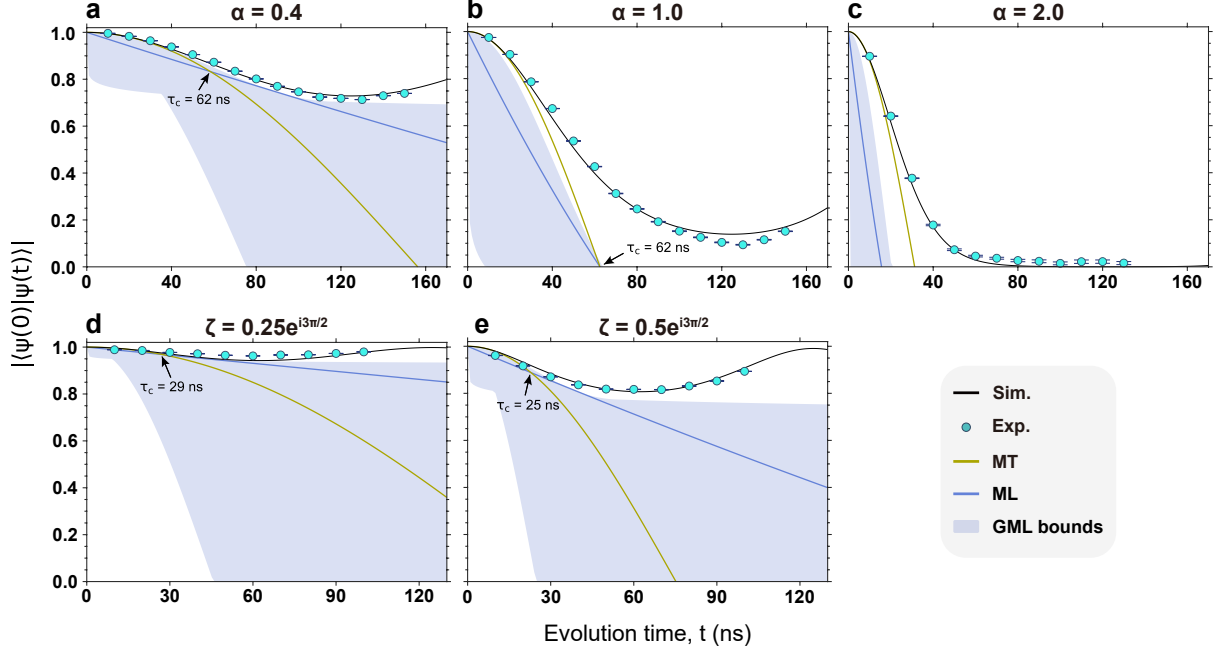 a α = 0.4
b α = 1.0
c α = 2.0
|⟨ψ(0)|ψ(t)⟩|
1.0
0.8
0.6
0.4
0.2
0.0
τc = 62 ns
τc = 62 ns
0 40 80 120 160
0 40 80 120 160
0 40 80 120 160
d ζ = 0.25e^i3π/2
e ζ = 0.5e^i3π/2
1.0
0.8
0.6
0.4
0.2
0.0
τc = 29 ns
τc = 25 ns
0 30 60 90 120
0 30 60 90 120
Evolution time, t (ns)
Sim.
Exp.
MT
ML
GML bounds